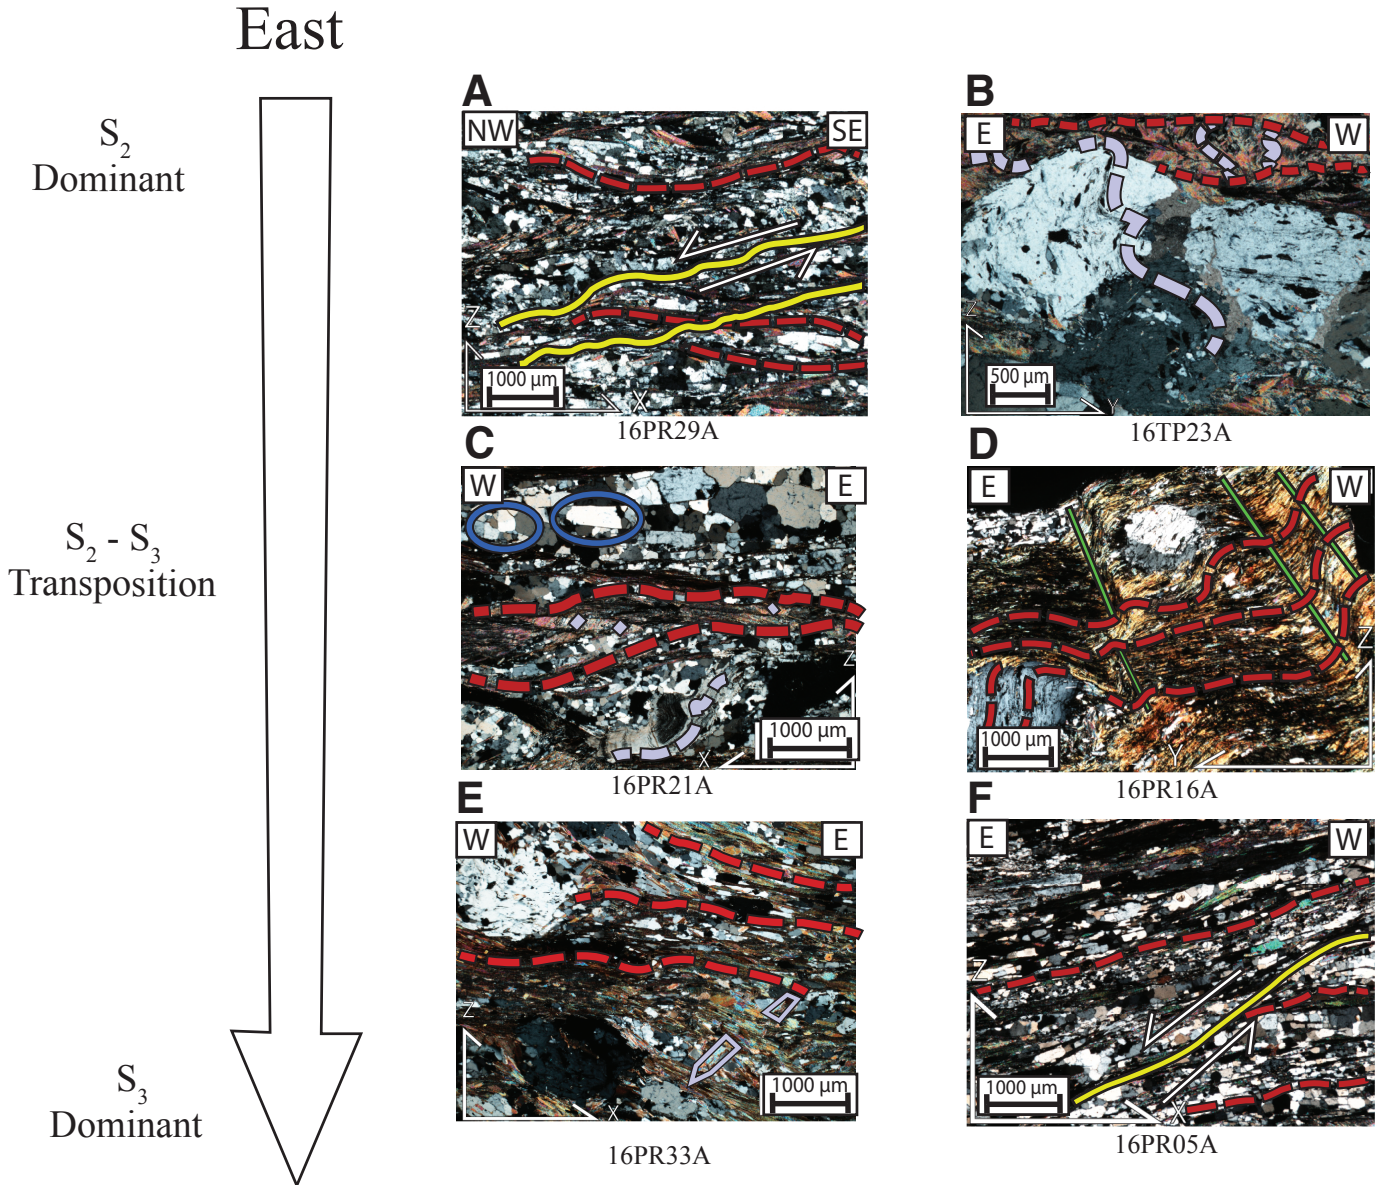 East
S2
Dominant
A
NW
SE
Z
1000 µm
X
16PR29A
B
E
W
Z
500 µm
Y
16TP23A
S2 - S3
Transposition
C
W
E
Z
1000 µm
X
16PR21A
D
E
W
Z
1000 µm
Y
16PR16A
S3
Dominant
E
W
E
Z
1000 µm
X
16PR33A
F
E
W
Z
1000 µm
X
16PR05A